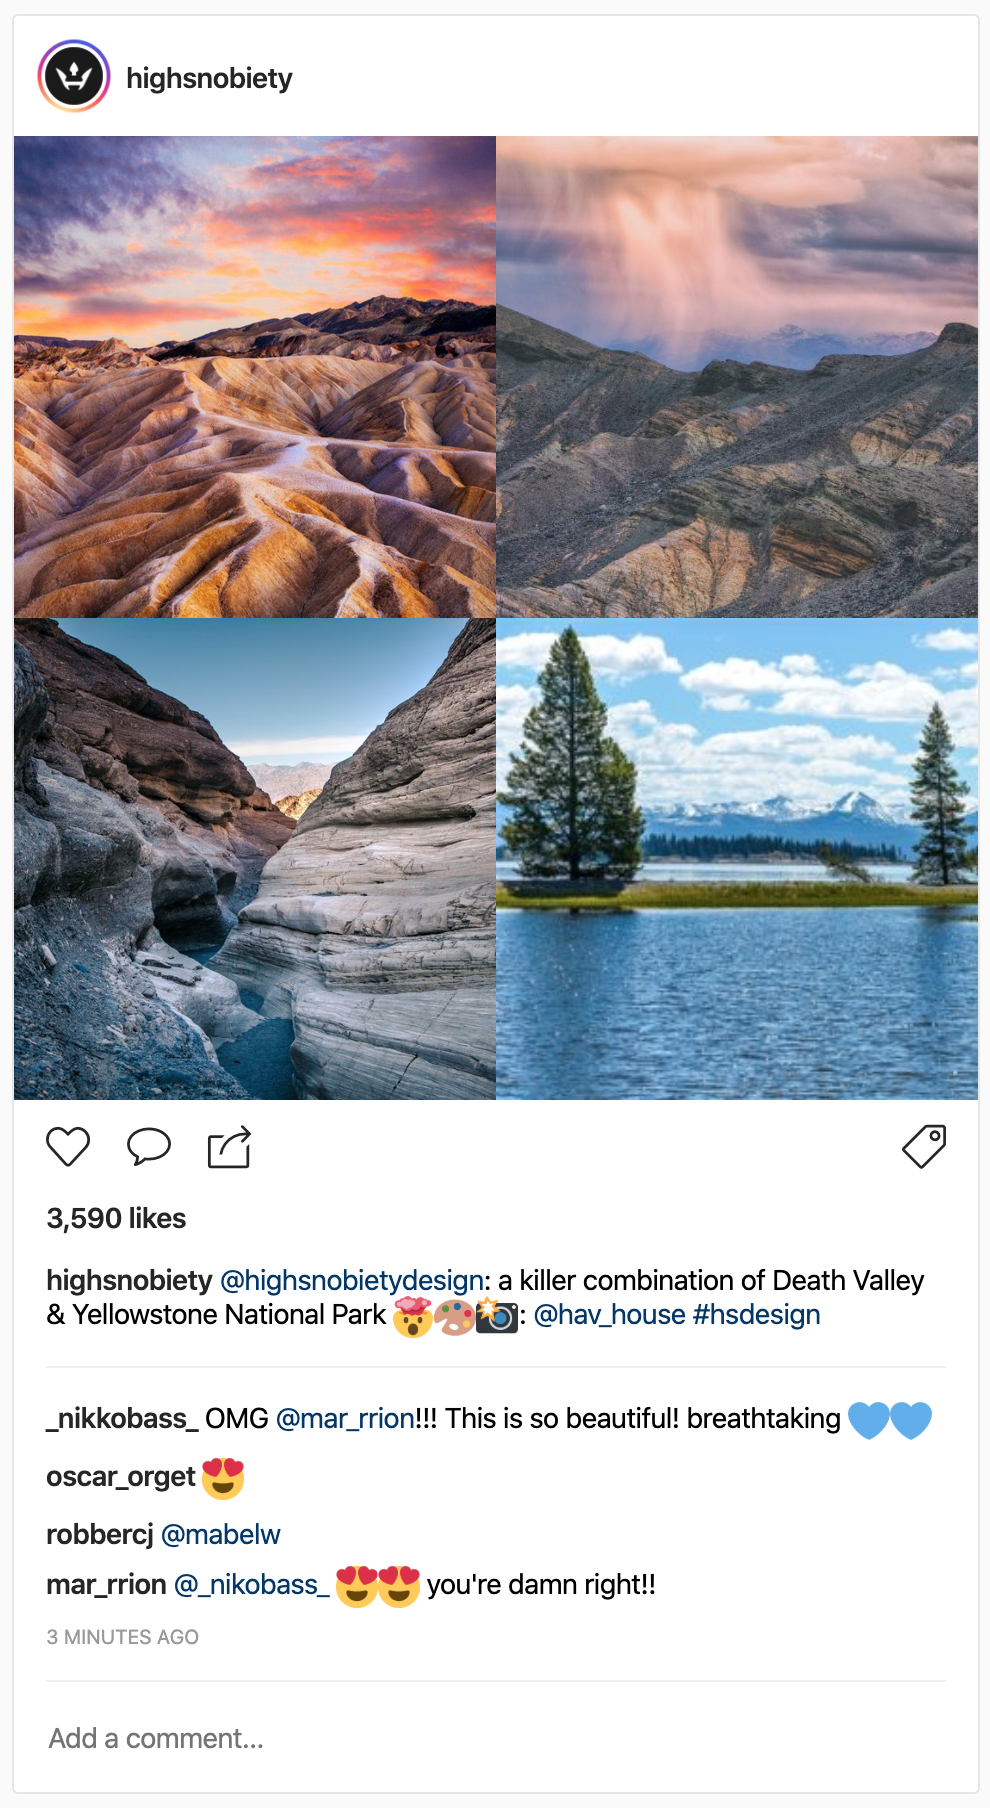 highsnobiety
3,590 likes
highsnobiety @highsnobietydesign: a killer combination of Death Valley
& Yellowstone National Park 🤯🎨📸: @hav_house #hsdesign
_nikkobass_ OMG @mar_rrion!!! This is so beautiful! breathtaking 💙💙
oscar_orget 😍
robbercj @mabelw
mar_rrion @_nikobass_ 😍😍 you're damn right!!
3 MINUTES AGO
Add a comment...